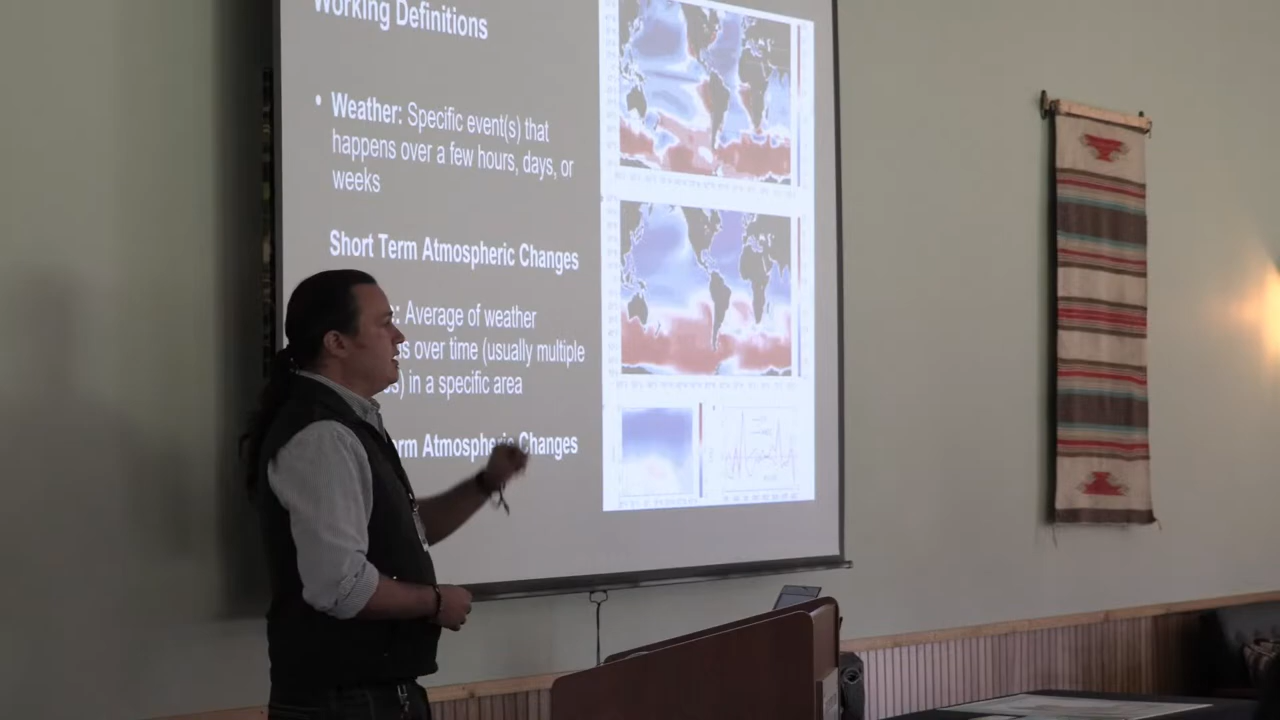 Working Definitions
• Weather: Specific event(s) that
happens over a few hours, days, or
weeks
Short Term Atmospheric Changes
: Average of weather
over time (usually multiple
) in a specific area
Atmospheric Changes